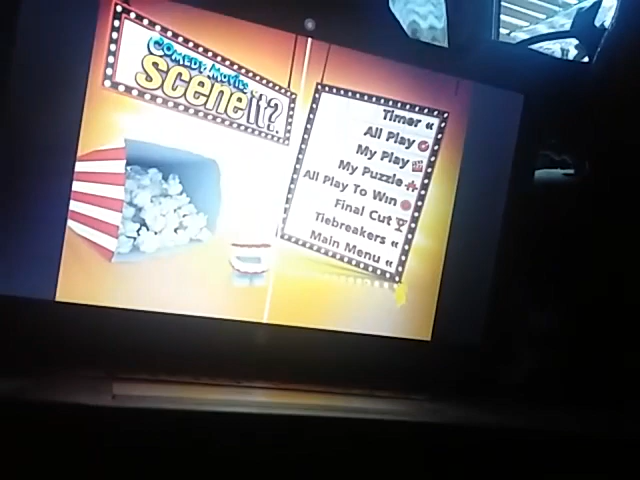 COMEDY MOVIES
Scene it?
Timer «
All Play
My Play
My Puzzle
All Play To Win
Final Cut
Tiebreakers «
Main Menu «